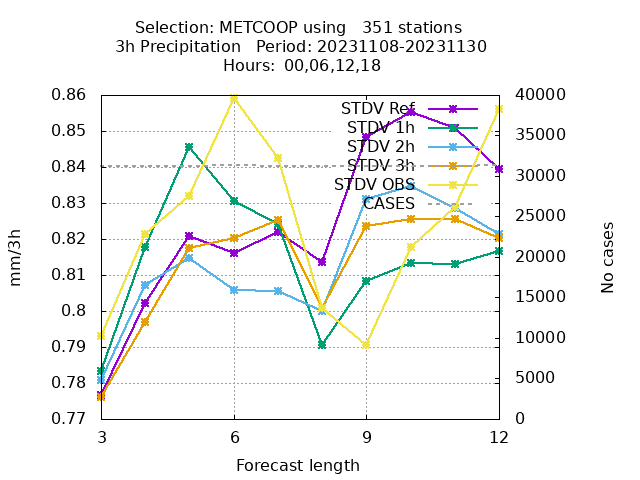 Selection: METCOOP using   351 stations
3h Precipitation   Period: 20231108-20231130
Hours: 00,06,12,18
mm/3h
No cases
0.86
0.85
0.84
0.83
0.82
0.81
0.8
0.79
0.78
0.77
STDV Ref
STDV 1h
STDV 2h
STDV 3h
STDV OBS
CASES
40000
35000
30000
25000
20000
15000
10000
5000
0
3 6 9 12
Forecast length